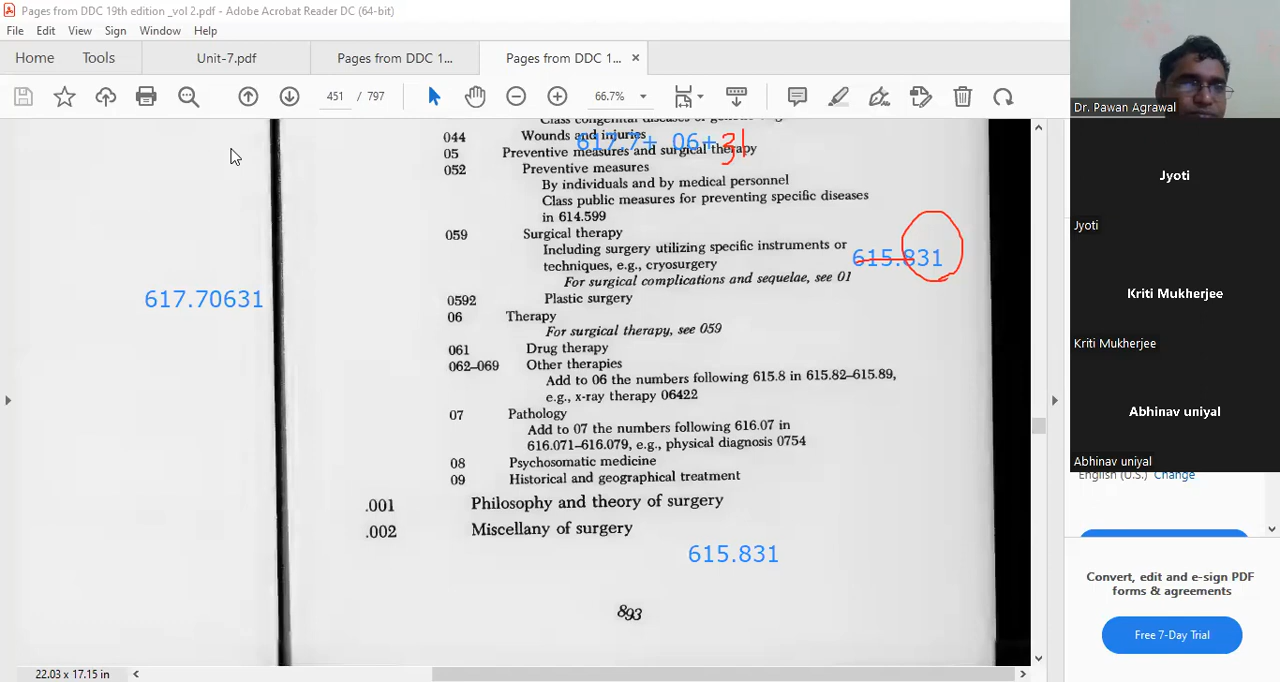 Pages from DDC 19th edition _vol 2.pdf - Adobe Acrobat Reader DC (64-bit)
File Edit View Sign Window Help
Home Tools Unit-7.pdf Pages from DDC 1... Pages from DDC 1... ×
451 / 797 66.7%
044 Wounds and injuries
617.7+ 06+31
05 Preventive measures and surgical therapy
052 Preventive measures
By individuals and by medical personnel
Class public measures for preventing specific diseases
in 614.599
059 Surgical therapy
Including surgery utilizing specific instruments or
techniques, e.g., cryosurgery
615.831
For surgical complications and sequelae, see 01
0592 Plastic surgery
617.70631
06 Therapy
For surgical therapy, see 059
061 Drug therapy
062–069 Other therapies
Add to 06 the numbers following 615.8 in 615.82–615.89,
e.g., x-ray therapy 06422
07 Pathology
Add to 07 the numbers following 616.07 in
616.071–616.079, e.g., physical diagnosis 0754
08 Psychosomatic medicine
09 Historical and geographical treatment
.001 Philosophy and theory of surgery
.002 Miscellany of surgery
615.831
893
22.03 x 17.15 in
Dr. Pawan Agrawal
Jyoti
Jyoti
Kriti Mukherjee
Kriti Mukherjee
Abhinav uniyal
Abhinav uniyal
English (U.S.) Change
Convert, edit and e-sign PDF
forms & agreements
Free 7-Day Trial